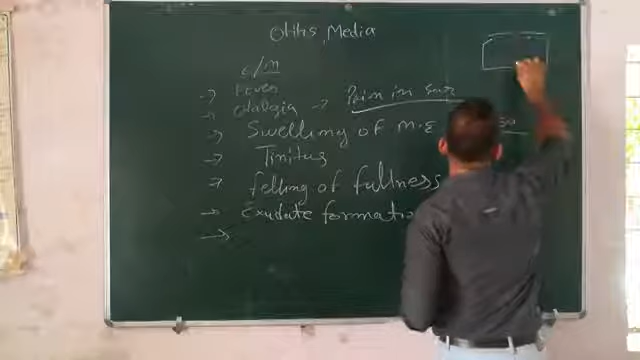 Otitis, Media
c/m
→ Fever
→ Otalgia → Pain in Ear
→ Swelling of M.E
→ Tinitus
→ felling of fullness
→ Exudate formatio
→